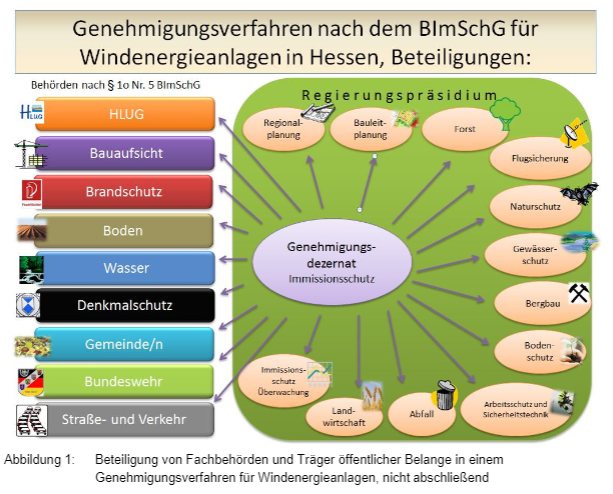 Genehmigungsverfahren nach dem BImSchG für
Windenergieanlagen in Hessen, Beteiligungen:
Behörden nach § 1o Nr. 5 BImSchG
HLUG
HLUG
Bauaufsicht
Brandschutz
Boden
Wasser
Denkmalschutz
Gemeinde/n
Bundeswehr
Straße- und Verkehr
Regierungspräsidium
Regional-
planung
Bauleit-
planung
Forst
Flugsicherung
Naturschutz
Gewässer-
schutz
Bergbau
Boden-
schutz
Arbeitsschutz und
Sicherheitstechnik
Abfall
Land-
wirtschaft
Immissions-
schutz
Überwachung
Genehmigungs-
dezernat
Immissionsschutz
Abbildung 1: Beteiligung von Fachbehörden und Träger öffentlicher Belange in einem
Genehmigungsverfahren für Windenergieanlagen, nicht abschließend